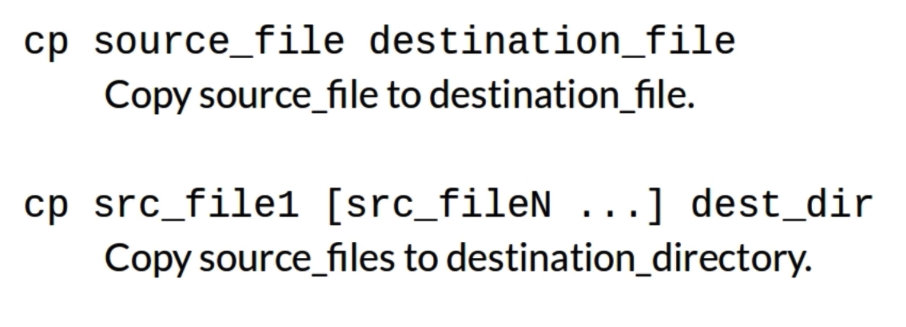 cp source_file destination_file
Copy source_file to destination_file.
cp src_file1 [src_fileN ...] dest_dir
Copy source_files to destination_directory.